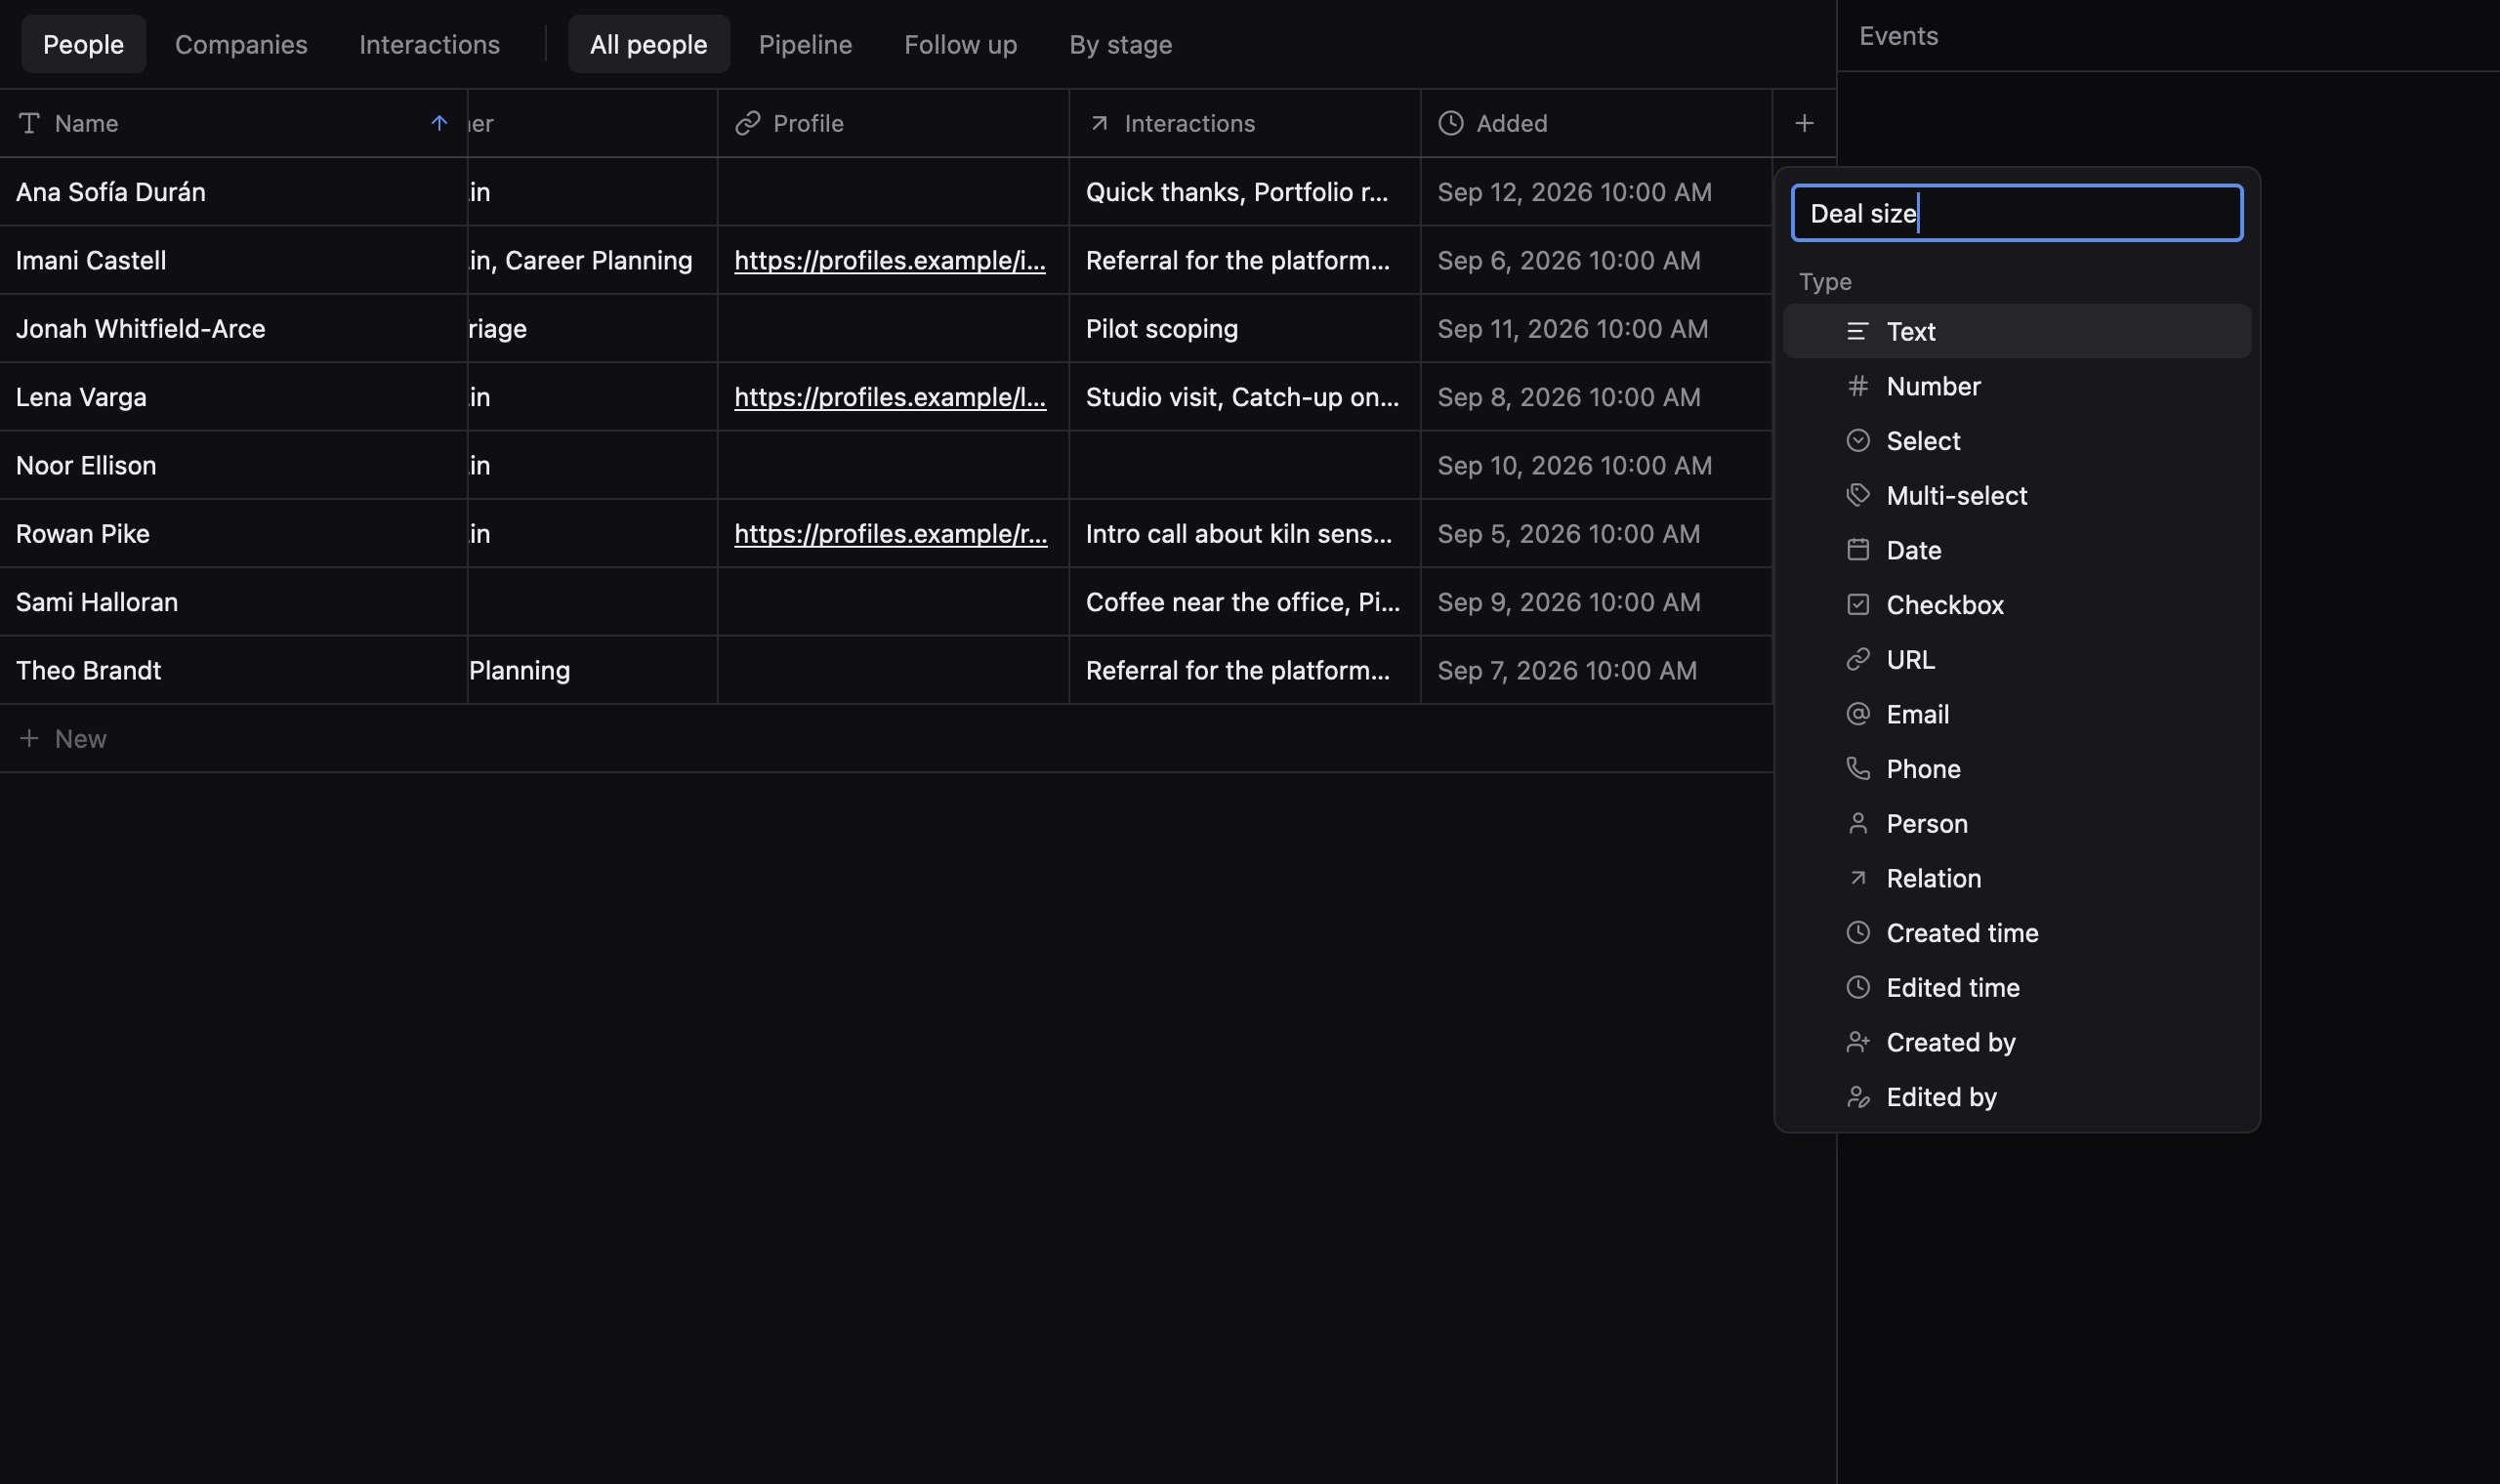 People Companies Interactions All people Pipeline Follow up By stage
Events
Name Profile Interactions Added
Ana Sofía Durán Quick thanks, Portfolio r... Sep 12, 2026 10:00 AM
Imani Castell Career Planning https://profiles.example/i... Referral for the platform... Sep 6, 2026 10:00 AM
Jonah Whitfield-Arce Pilot scoping Sep 11, 2026 10:00 AM
Lena Varga https://profiles.example/l... Studio visit, Catch-up on... Sep 8, 2026 10:00 AM
Noor Ellison Sep 10, 2026 10:00 AM
Rowan Pike https://profiles.example/r... Intro call about kiln sens... Sep 5, 2026 10:00 AM
Sami Halloran Coffee near the office, Pi... Sep 9, 2026 10:00 AM
Theo Brandt Planning Referral for the platform... Sep 7, 2026 10:00 AM
+ New
Deal size
Type
Text
Number
Select
Multi-select
Date
Checkbox
URL
Email
Phone
Person
Relation
Created time
Edited time
Created by
Edited by